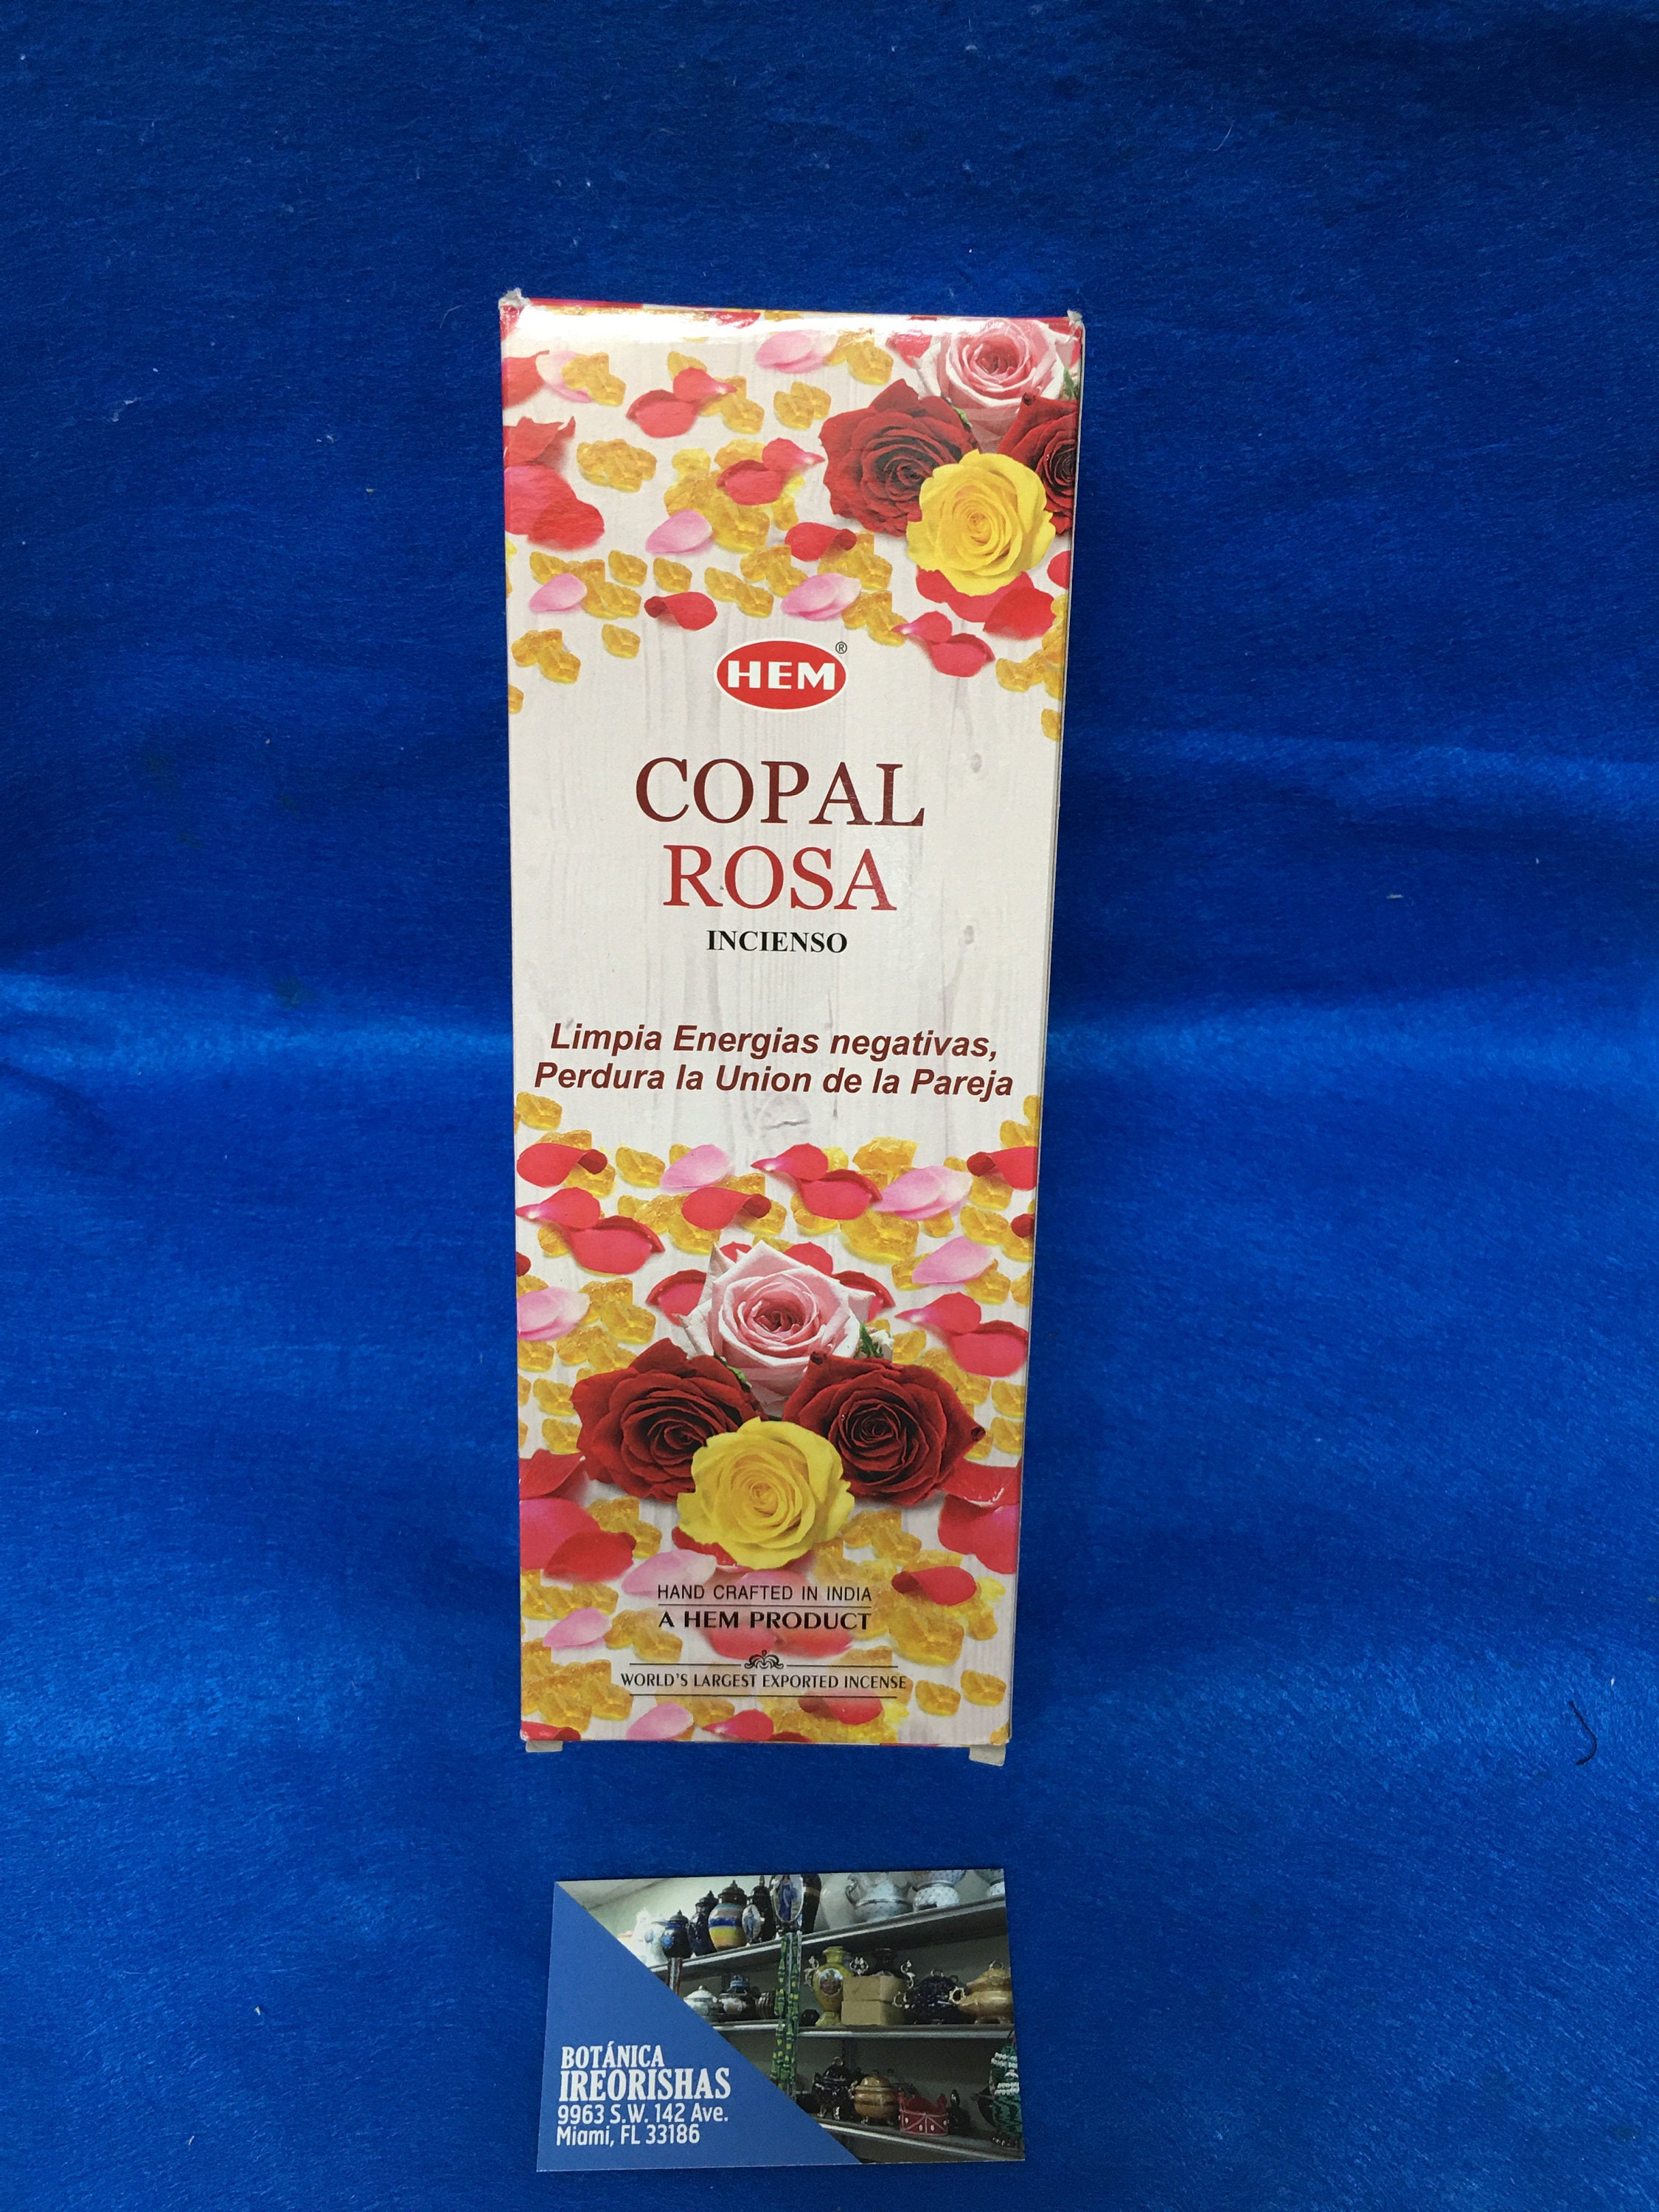 HEM®
COPAL
ROSA
INCIENSO
Limpia Energias negativas,
Perdura la Union de la Pareja
HAND CRAFTED IN INDIA
A HEM PRODUCT
WORLD'S LARGEST EXPORTED INCENSE
BOTÁNICA
IREORISHAS
9963 S.W. 142 Ave.
Miami, FL 33186